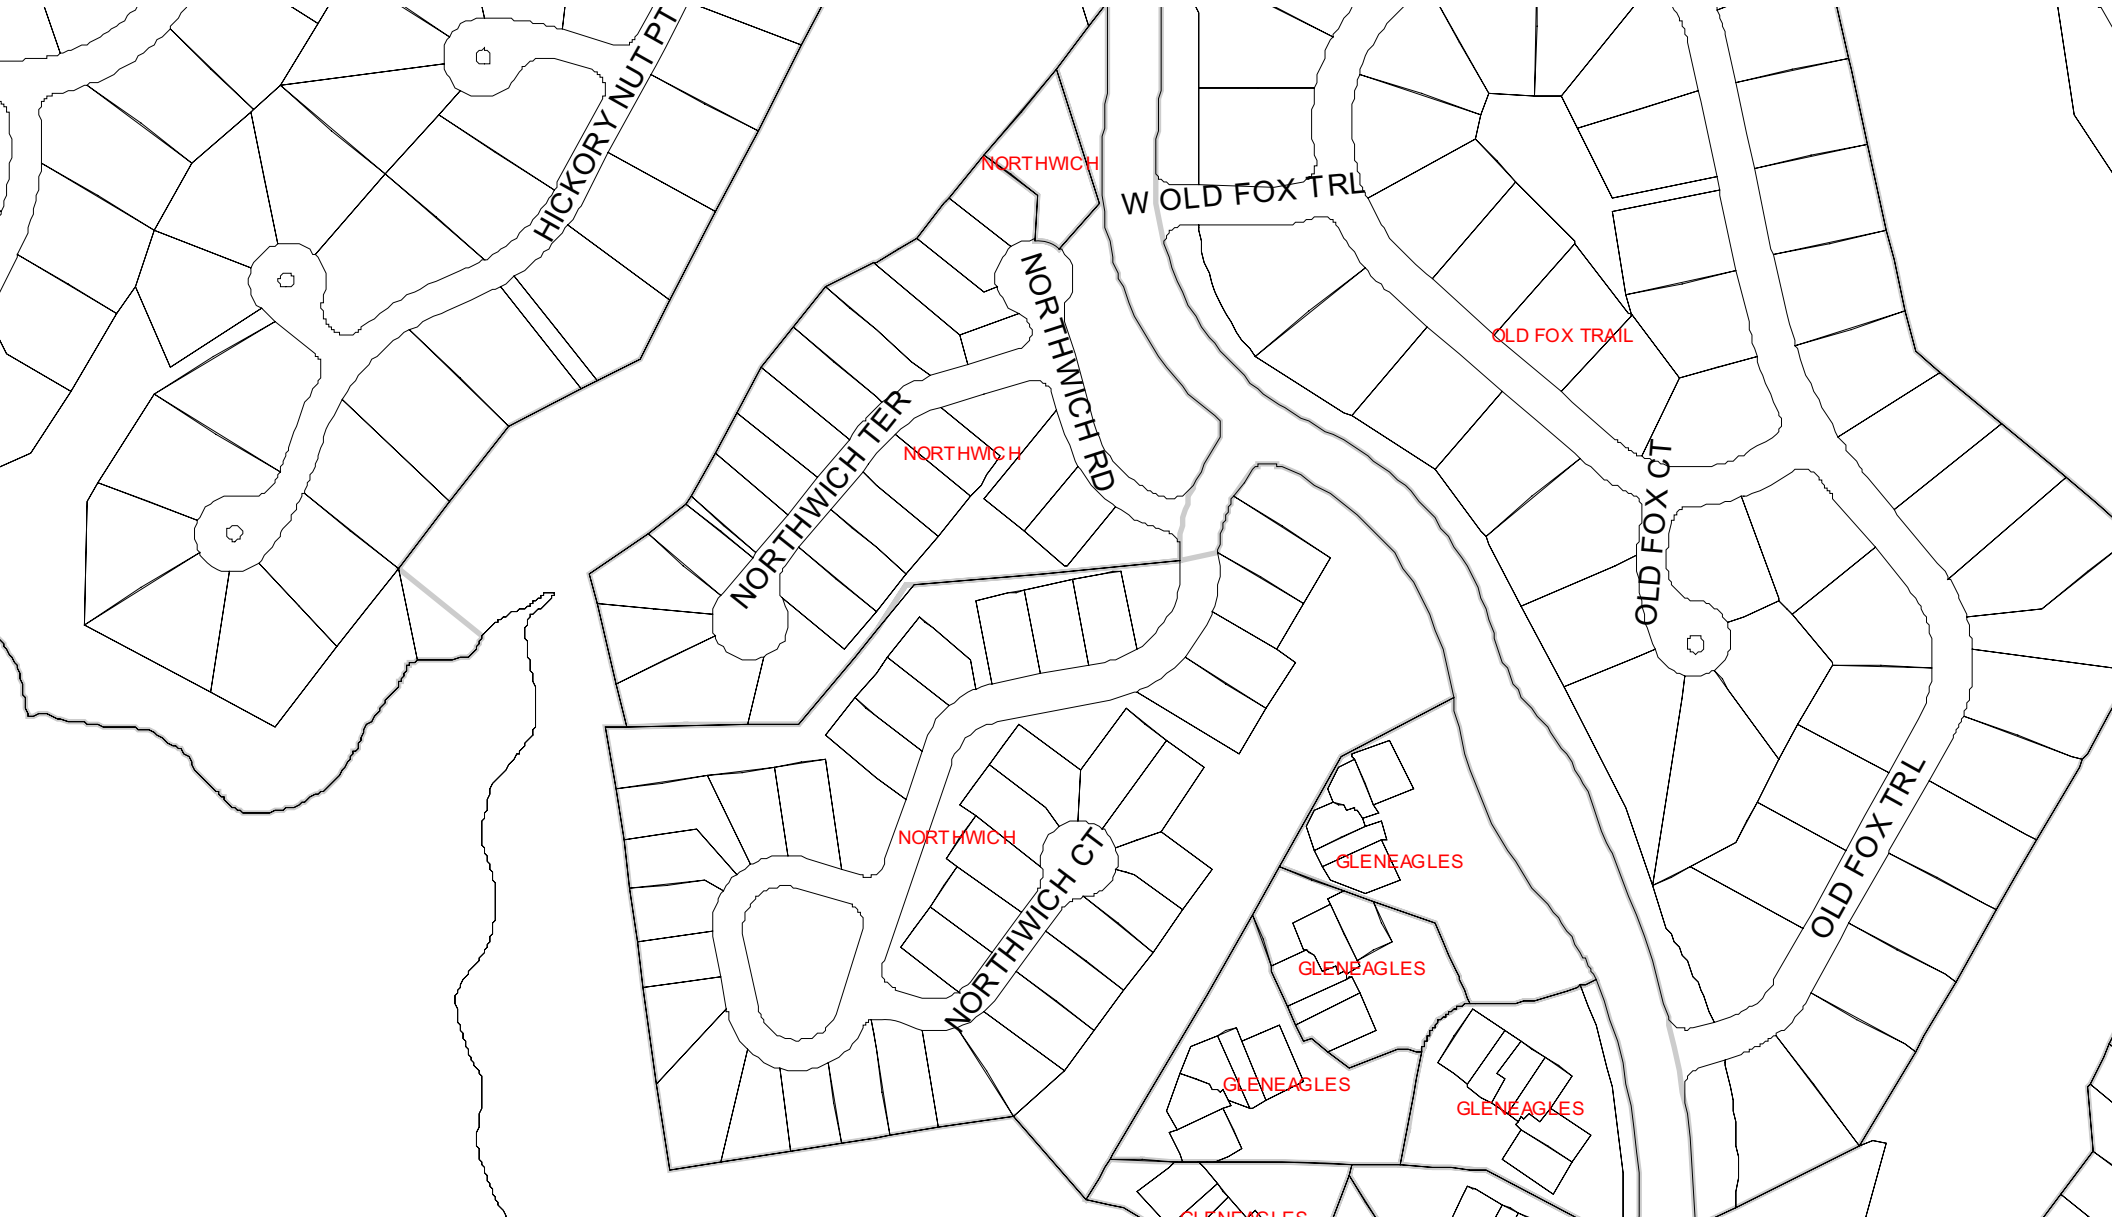 HICKORY NUT PT
NORTHWICH
W OLD FOX TRL
NORTHWICH RD
OLD FOX TRAIL
NORTHWICH TER
NORTHWICH
OLD FOX CT
NORTHWICH
NORTHWICH CT
OLD FOX TRL
GLENEAGLES
GLENEAGLES
GLENEAGLES
GLENEAGLES
GLENEAGLES